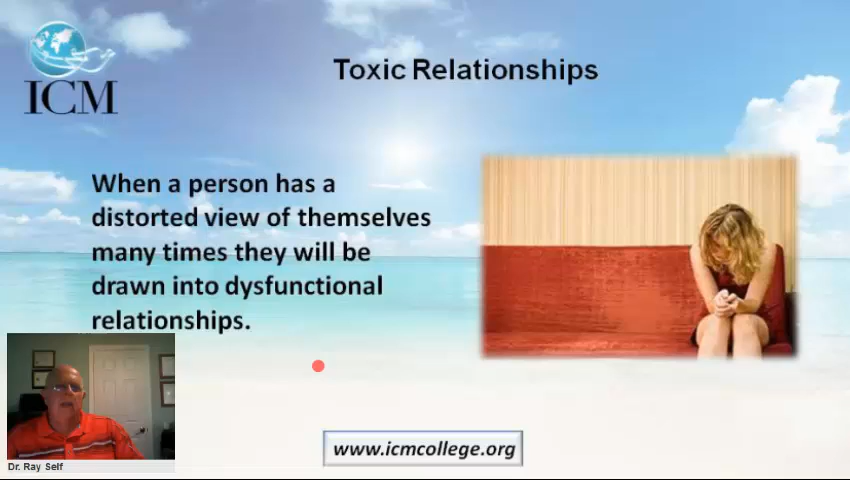 ICM
Toxic Relationships
When a person has a
distorted view of themselves
many times they will be
drawn into dysfunctional
relationships.
Dr. Ray Self
www.icmcollege.org